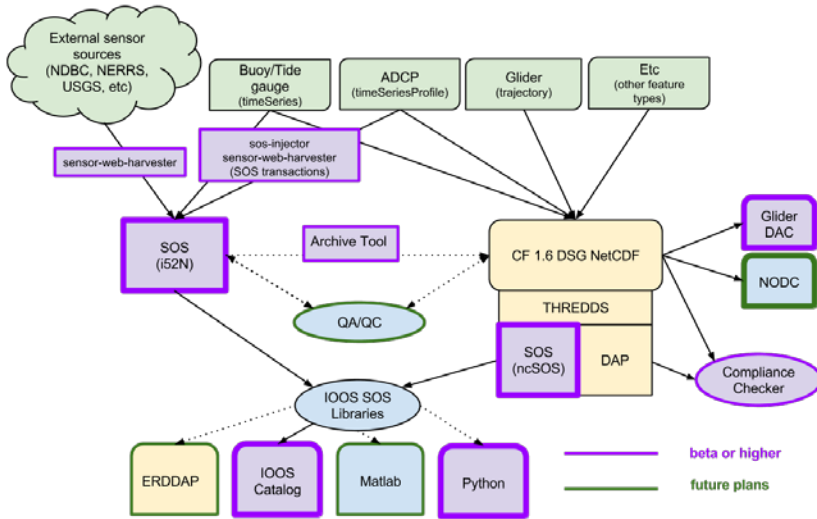 External sensor
sources
(NDBC, NERRS,
USGS, etc)
Buoy/Tide
gauge
(timeSeries)
ADCP
(timeSeriesProfile)
Glider
(trajectory)
Etc
(other feature
types)
sensor-web-harvester
sos-injector
sensor-web-harvester
(SOS transactions)
SOS
(i52N)
Archive Tool
CF 1.6 DSG NetCDF
Glider
DAC
NODC
QA/QC
THREDDS
SOS
(ncSOS)
DAP
Compliance
Checker
IOOS SOS
Libraries
ERDDAP
IOOS
Catalog
Matlab
Python
beta or higher
future plans